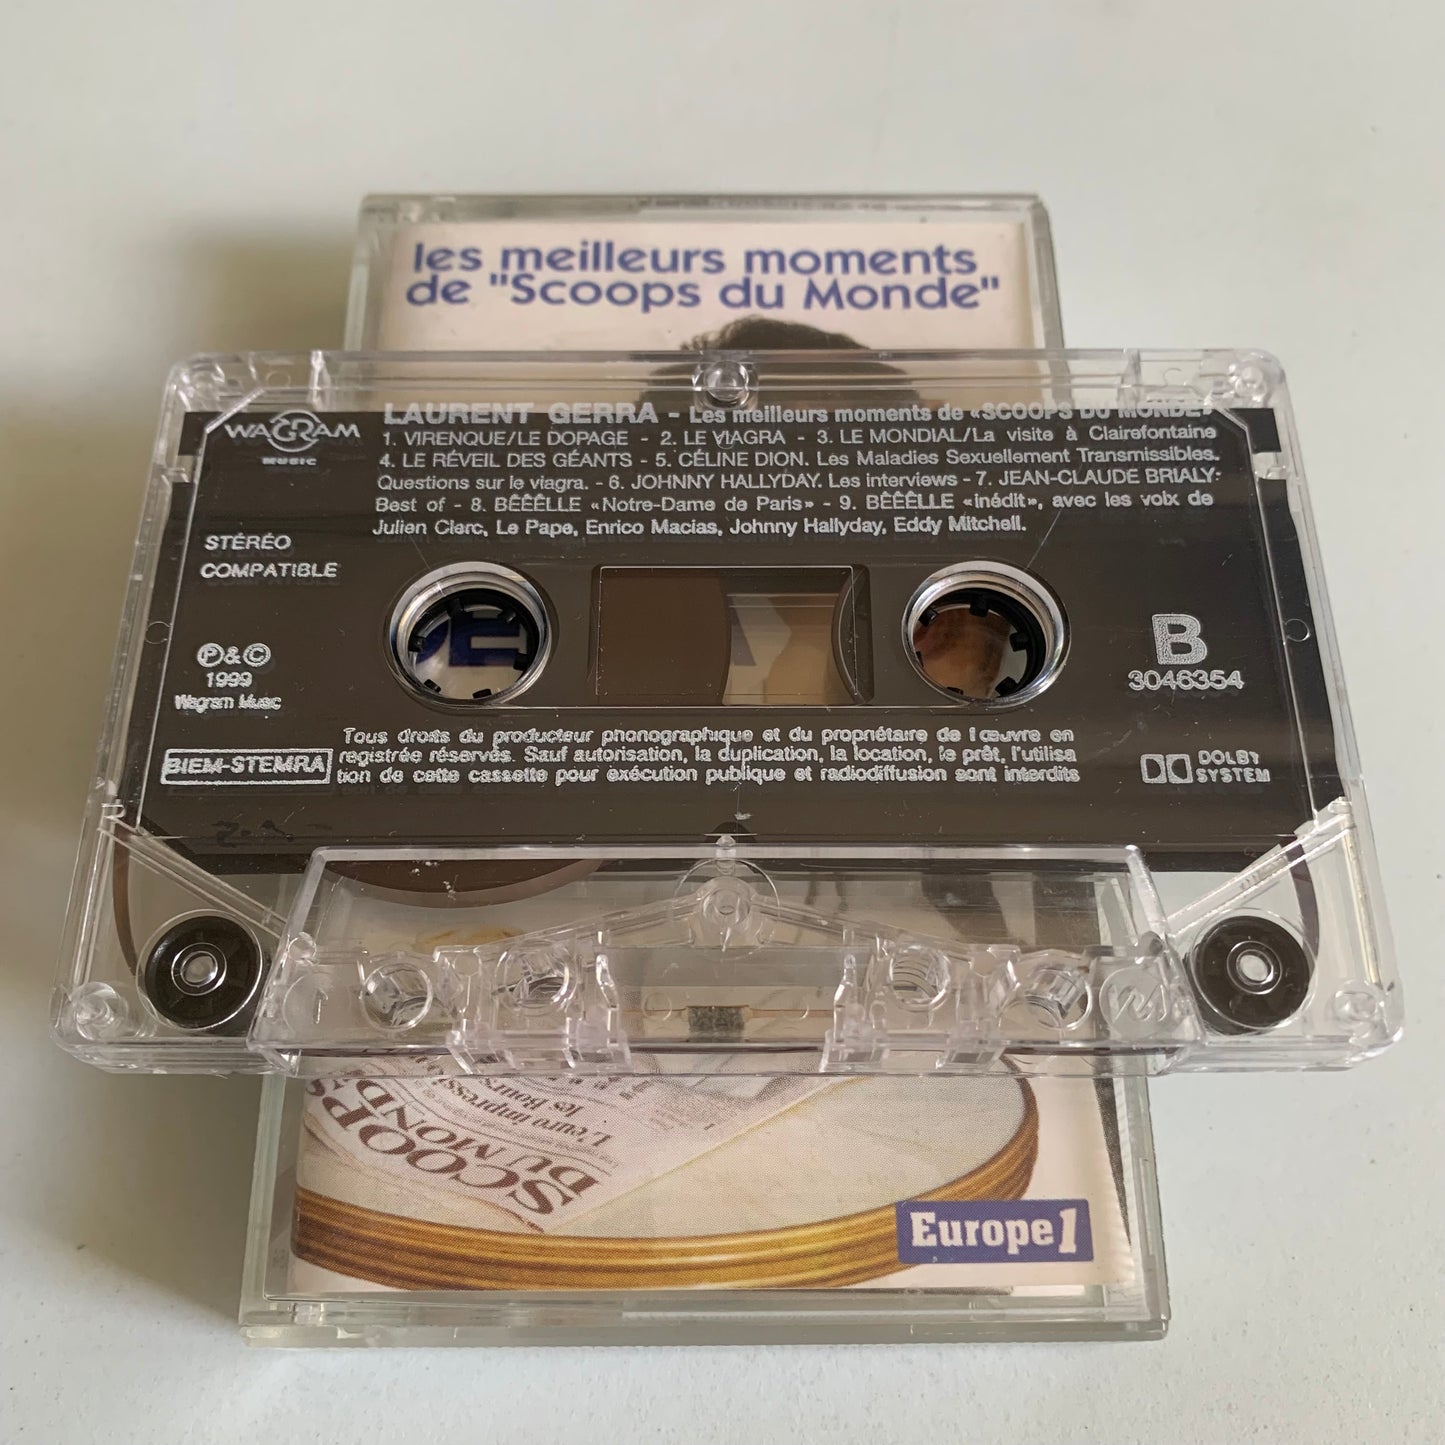 les meilleurs moments
de "Scoops du Monde"
WAGRAM
MUSIC
LAURENT GERRA - Les meilleurs moments de «SCOOPS DU MONDE»
1. VIRENQUE/LE DOPAGE - 2. LE VIAGRA - 3. LE MONDIAL/La visite à Clairefontaine
4. LE RÉVEIL DES GÉANTS - 5. CÉLINE DION. Les Maladies Sexuellement Transmissibles.
Questions sur le viagra. - 6. JOHNNY HALLYDAY. Les interviews - 7. JEAN-CLAUDE BRIALY:
Best of - 8. BÊÊÊLLE «Notre-Dame de Paris» - 9. BÊÊÊLLE «inédit», avec les voix de
Julien Clerc, Le Pape, Enrico Macias, Johnny Hallyday, Eddy Mitchell.
STÉRÉO
COMPATIBLE
℗ & ©
1999
Wagram Music
B
3046354
BIEM-STEMRA
Tous droits du producteur phonographique et du propriétaire de l œuvre en
registrée réservés. Sauf autorisation, la duplication, la location, le prêt, l'utilisa
tion de cette cassette pour exécution publique et radiodiffusion sont interdits
DOLBY
SYSTEM
SCOOPS
DU MONDE
L'euro impressi
les Bours
Europe 1